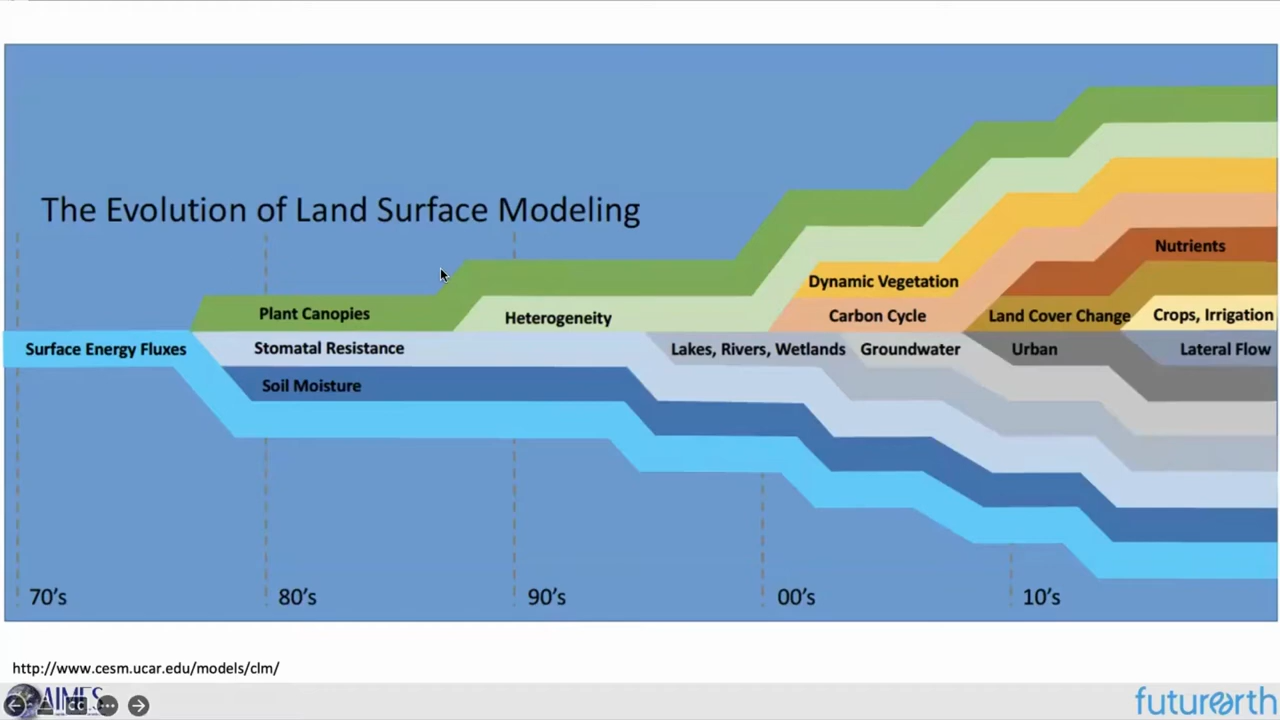 The Evolution of Land Surface Modeling
Nutrients
Dynamic Vegetation
Plant Canopies
Heterogeneity
Carbon Cycle
Land Cover Change
Crops, Irrigation
Surface Energy Fluxes
Stomatal Resistance
Lakes, Rivers, Wetlands
Groundwater
Urban
Lateral Flow
Soil Moisture
70's
80's
90's
00's
10's
http://www.cesm.ucar.edu/models/clm/
AIMES
CC
futurearth